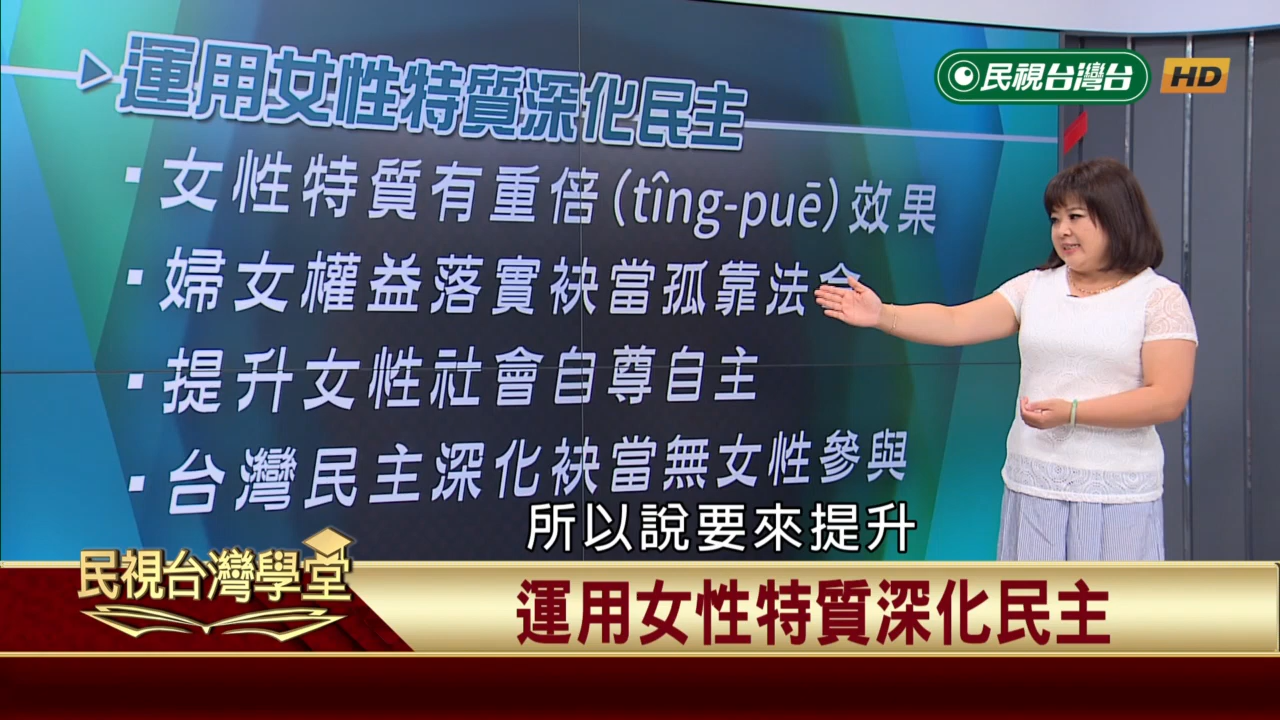 運用女性特質深化民主
民視台灣台 HD
▪ 女性特質有重倍(tîng-puē)效果
▪ 婦女權益落實袂當孤靠法令
▪ 提升女性社會自尊自主
▪ 台灣民主深化袂當無女性參與
所以說要來提升
民視台灣學堂
運用女性特質深化民主